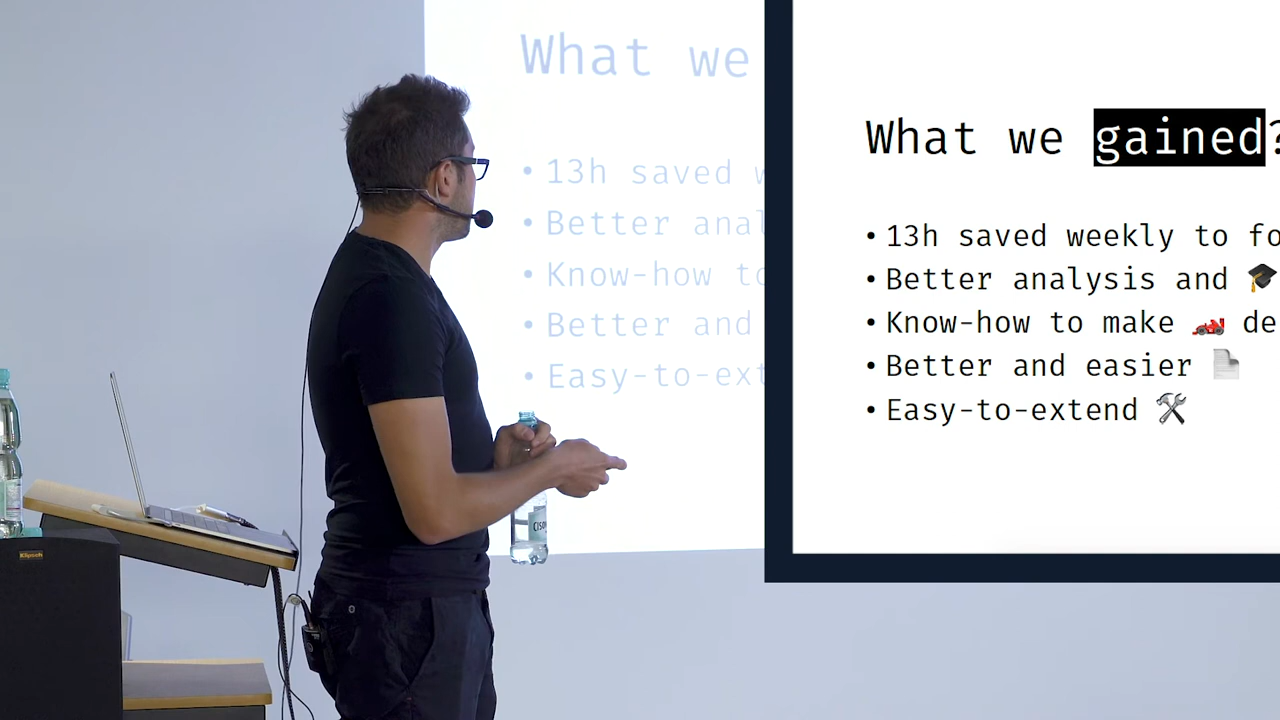 What we
• 13h saved
• Better anal
• Know-how to
• Better and
• Easy-to-ext
What we gained?
• 13h saved weekly to fo
• Better analysis and 🎓
• Know-how to make 🏎️ de
• Better and easier 📄
• Easy-to-extend 🛠️
Klipsch